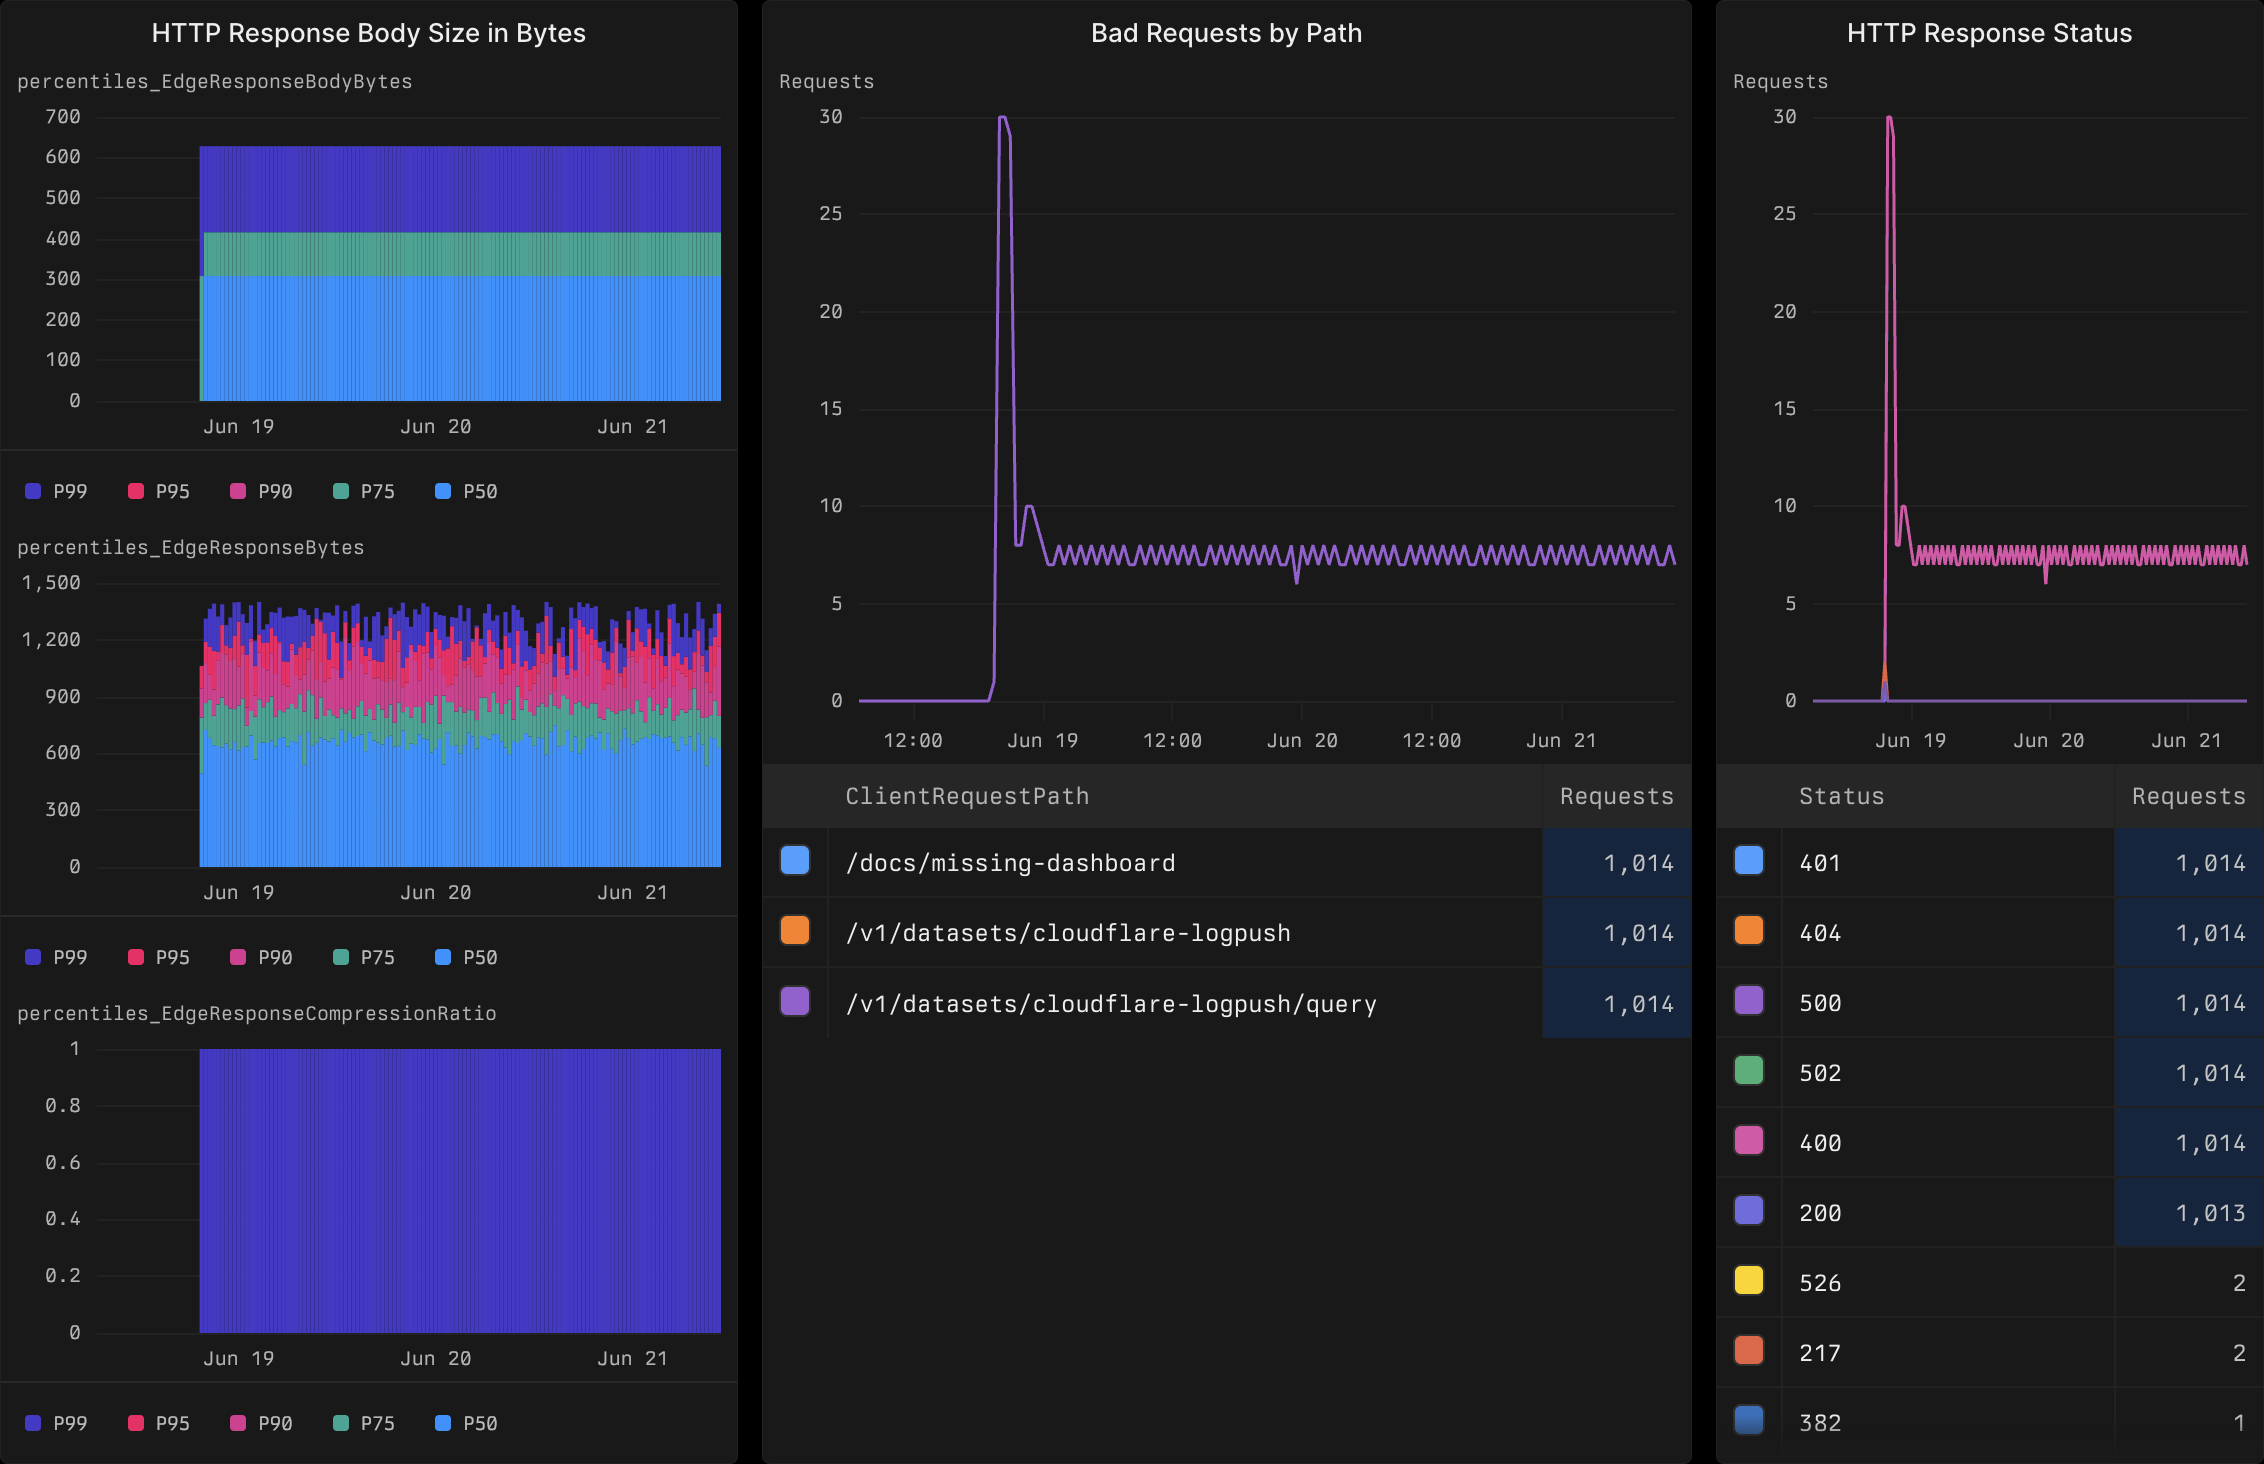 HTTP Response Body Size in Bytes
percentiles_EdgeResponseBodyBytes
700
600
500
400
300
200
100
0
Jun 19 Jun 20 Jun 21
P99 P95 P90 P75 P50
percentiles_EdgeResponseBytes
1,500
1,200
900
600
300
0
Jun 19 Jun 20 Jun 21
P99 P95 P90 P75 P50
percentiles_EdgeResponseCompressionRatio
1
0.8
0.6
0.4
0.2
0
Jun 19 Jun 20 Jun 21
P99 P95 P90 P75 P50
Bad Requests by Path
Requests
30
25
20
15
10
5
0
12:00 Jun 19 12:00 Jun 20 12:00 Jun 21
ClientRequestPath Requests
/docs/missing-dashboard 1,014
/v1/datasets/cloudflare-logpush 1,014
/v1/datasets/cloudflare-logpush/query 1,014
HTTP Response Status
Requests
30
25
20
15
10
5
0
Jun 19 Jun 20 Jun 21
Status Requests
401 1,014
404 1,014
500 1,014
502 1,014
400 1,014
200 1,013
526 2
217 2
382 1